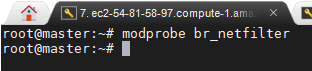 7. ec2-54-81-58-97.compute-1.ama
root@master:~# modprobe br_netfilter
root@master:~#